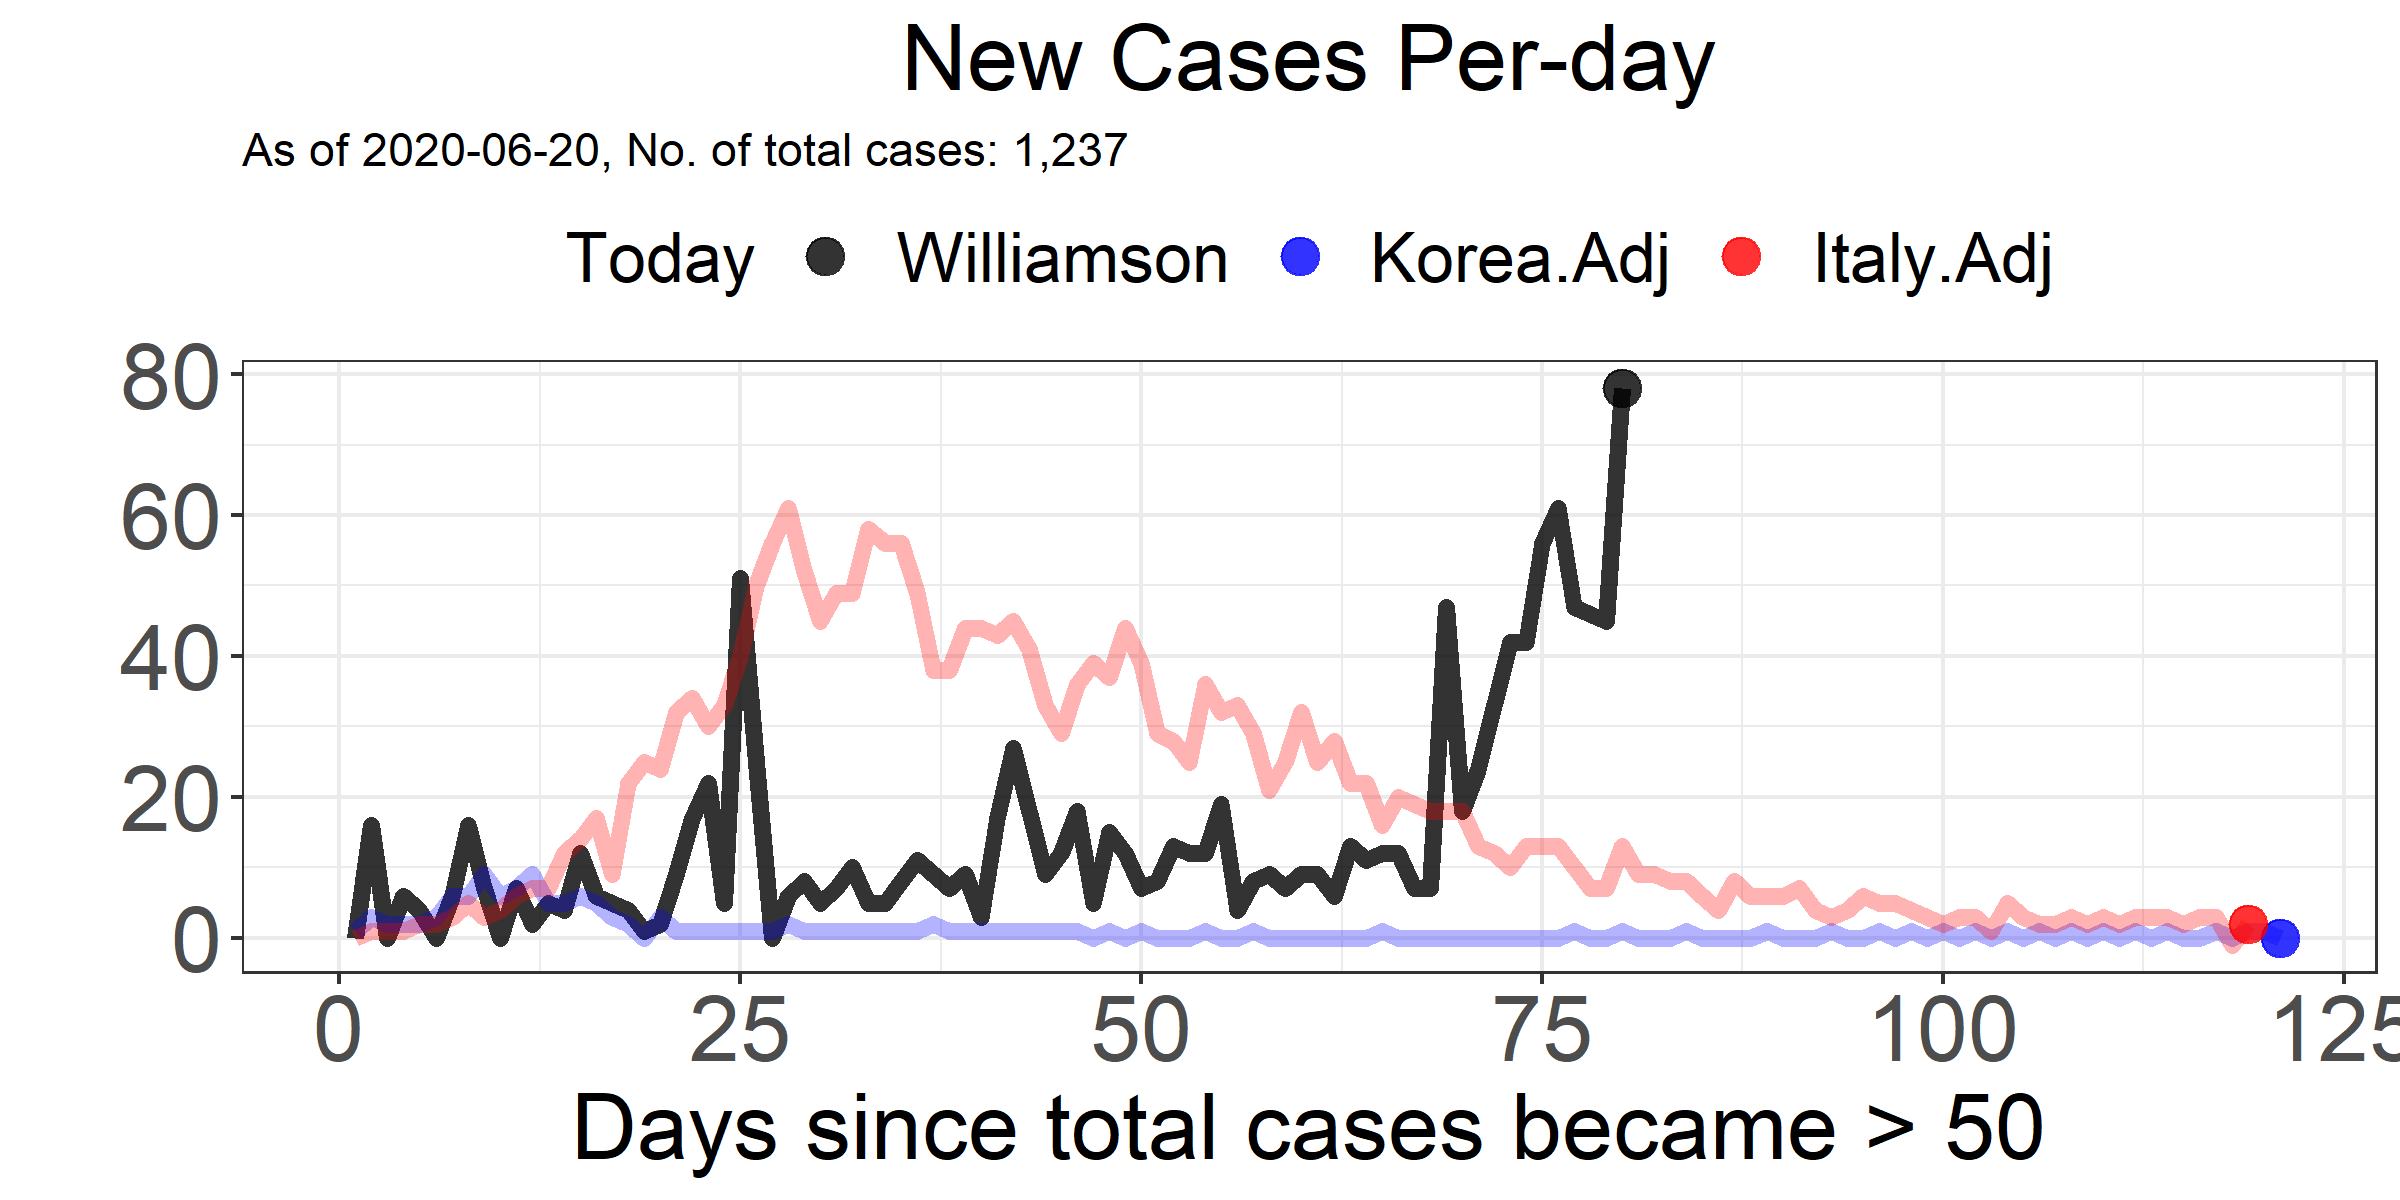 New Cases Per-day
As of 2020-06-20, No. of total cases: 1,237
Today Williamson Korea.Adj Italy.Adj
80
60
40
20
0
0 25 50 75 100 125
Days since total cases became > 50